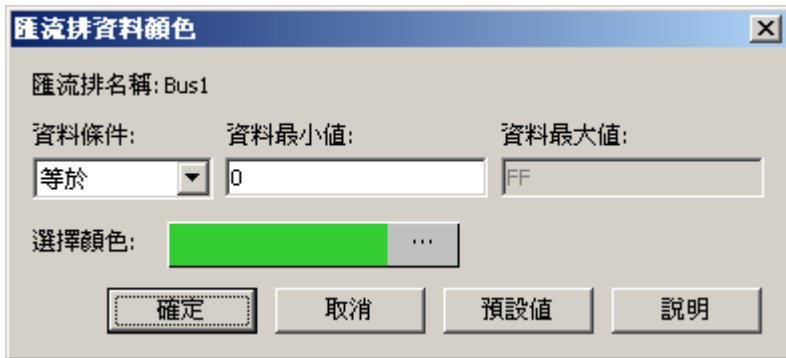 匯流排資料顏色
匯流排名稱: Bus1
資料條件: 資料最小值: 資料最大值:
等於 0 FF
選擇顏色: ...
確定 取消 預設值 說明